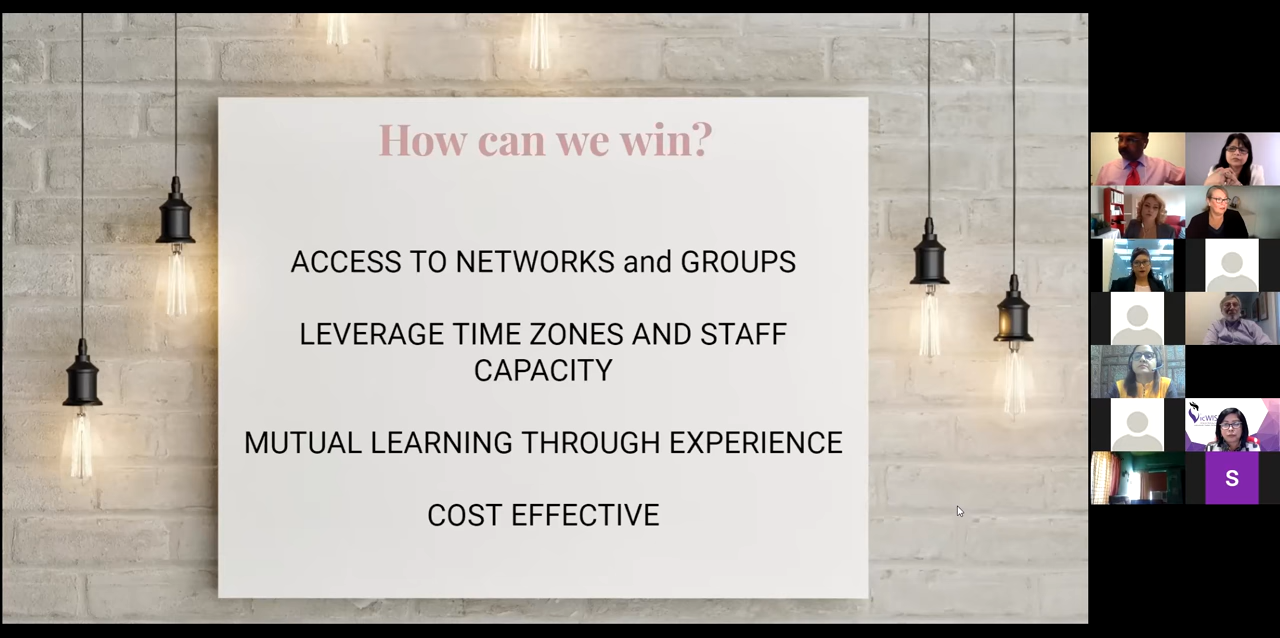 How can we win?
ACCESS TO NETWORKS and GROUPS
LEVERAGE TIME ZONES AND STAFF
CAPACITY
MUTUAL LEARNING THROUGH EXPERIENCE
COST EFFECTIVE
S